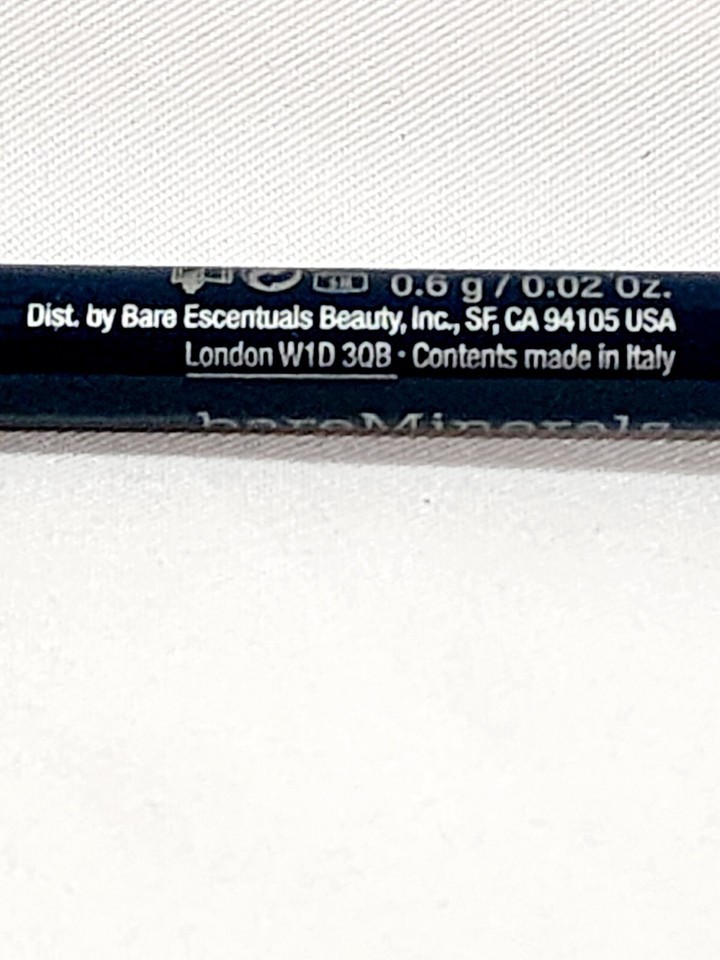 0.6 g / 0.02 Oz.
Dist. by Bare Escentuals Beauty, Inc., SF, CA 94105 USA
London W1D 3QB • Contents made in Italy
bareMinerals